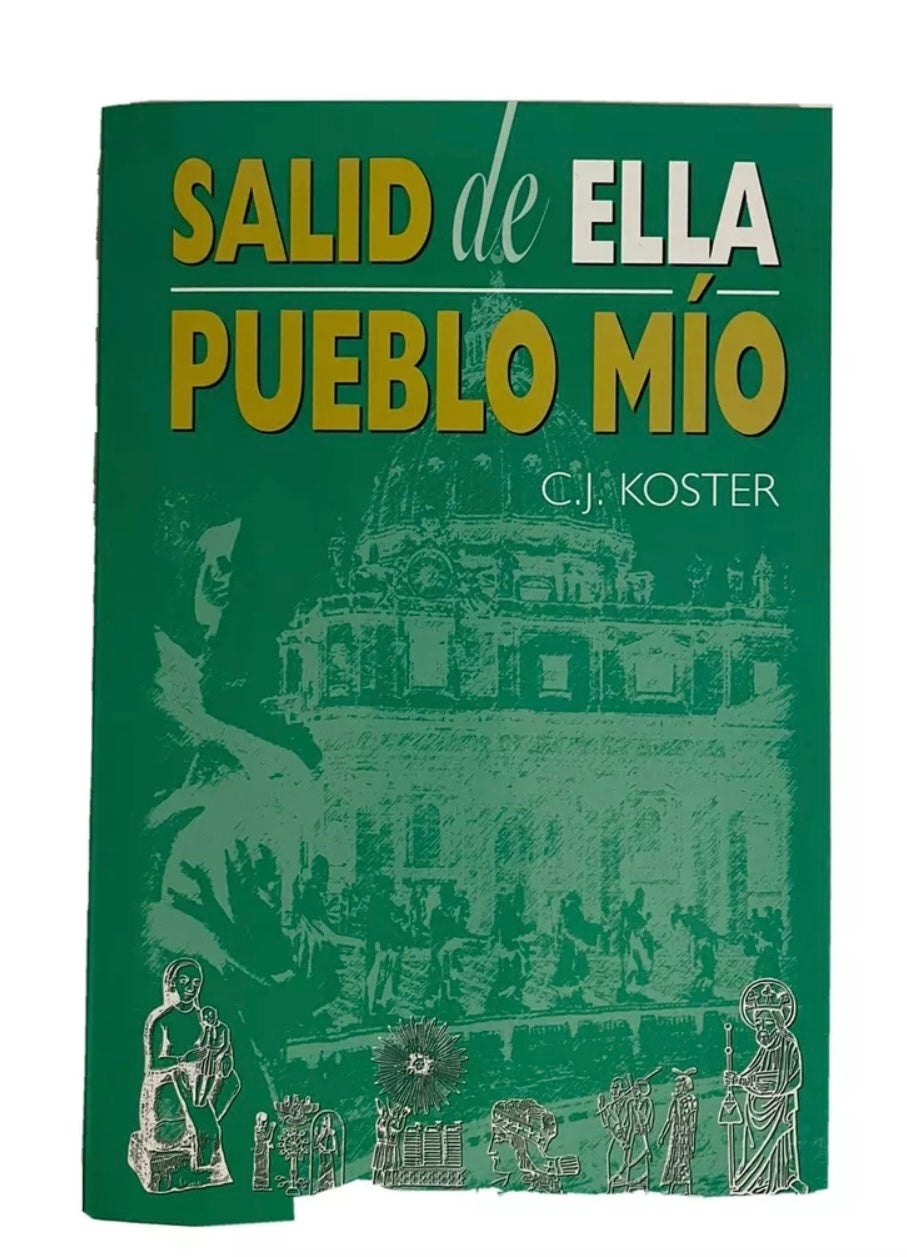 SALID de ELLA
PUEBLO MÍO
C.J. KOSTER